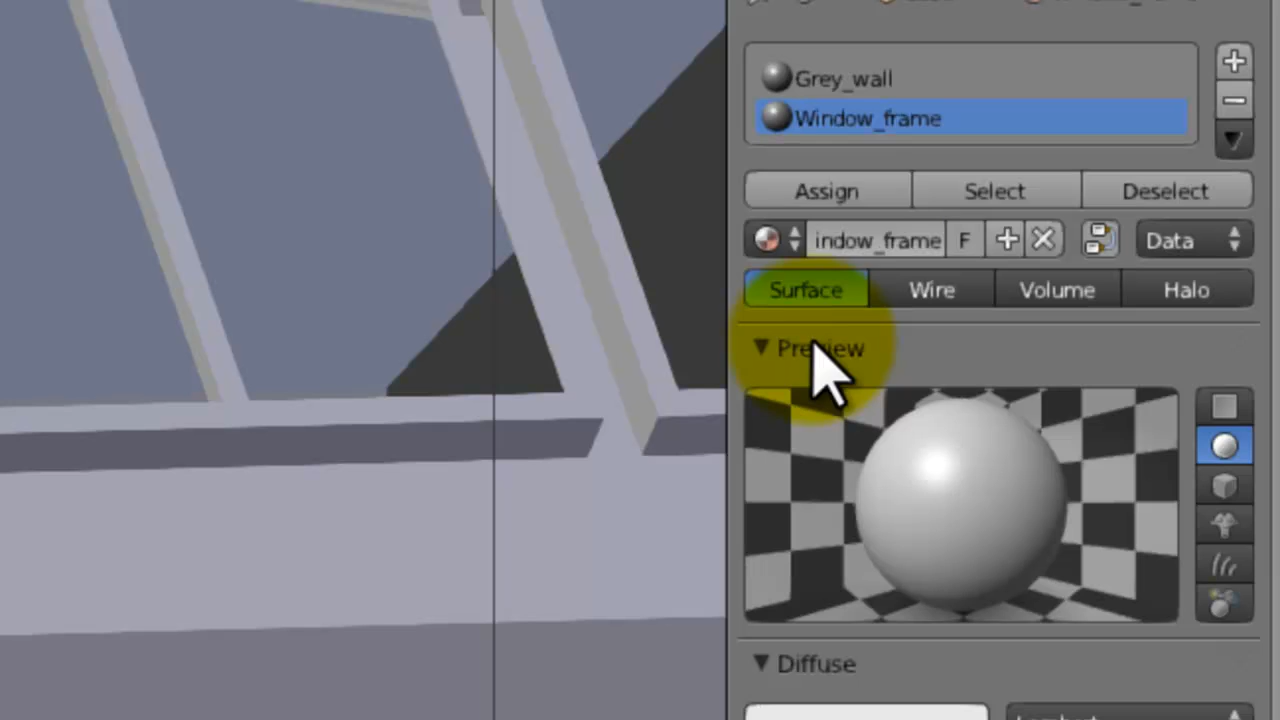 Grey_wall
Window_frame
Assign Select Deselect
indow_frame F Data
Surface Wire Volume Halo
Preview
Diffuse